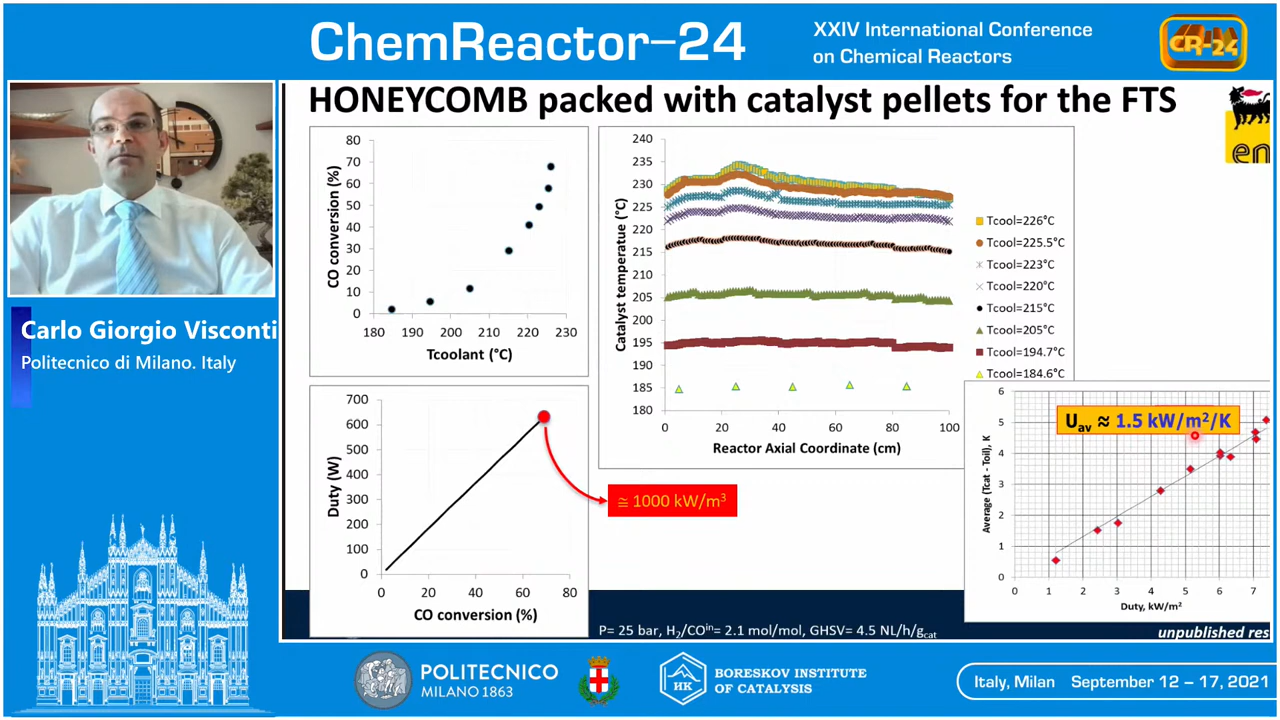 ChemReactor-24
XXIV International Conference
on Chemical Reactors
CR-24
HONEYCOMB packed with catalyst pellets for the FTS
en
Carlo Giorgio Visconti
Politecnico di Milano. Italy
CO conversion (%)
80
70
60
50
40
30
20
10
0
180 190 200 210 220 230
Tcoolant (°C)
Catalyst temperatue (°C)
240
235
230
225
220
215
210
205
200
195
190
185
180
0 20 40 60 80 100
Reactor Axial Coordinate (cm)
Tcool=226°C
Tcool=225.5°C
Tcool=223°C
Tcool=220°C
Tcool=215°C
Tcool=205°C
Tcool=194.7°C
Tcool=184.6°C
Duty (W)
700
600
500
400
300
200
100
0
0 20 40 60 80
CO conversion (%)
≅ 1000 kW/m³
Uav ≈ 1.5 kW/m²/K
Average (Tcat - Toil), K
6
5
4
3
2
1
0
0 1 2 3 4 5 6 7
Duty, kW/m²
P= 25 bar, H₂/COⁱⁿ= 2.1 mol/mol, GHSV= 4.5 NL/h/gcat
unpublished res
POLITECNICO
MILANO 1863
НК
BORESKOV INSTITUTE
OF CATALYSIS
Italy, Milan September 12 – 17, 2021